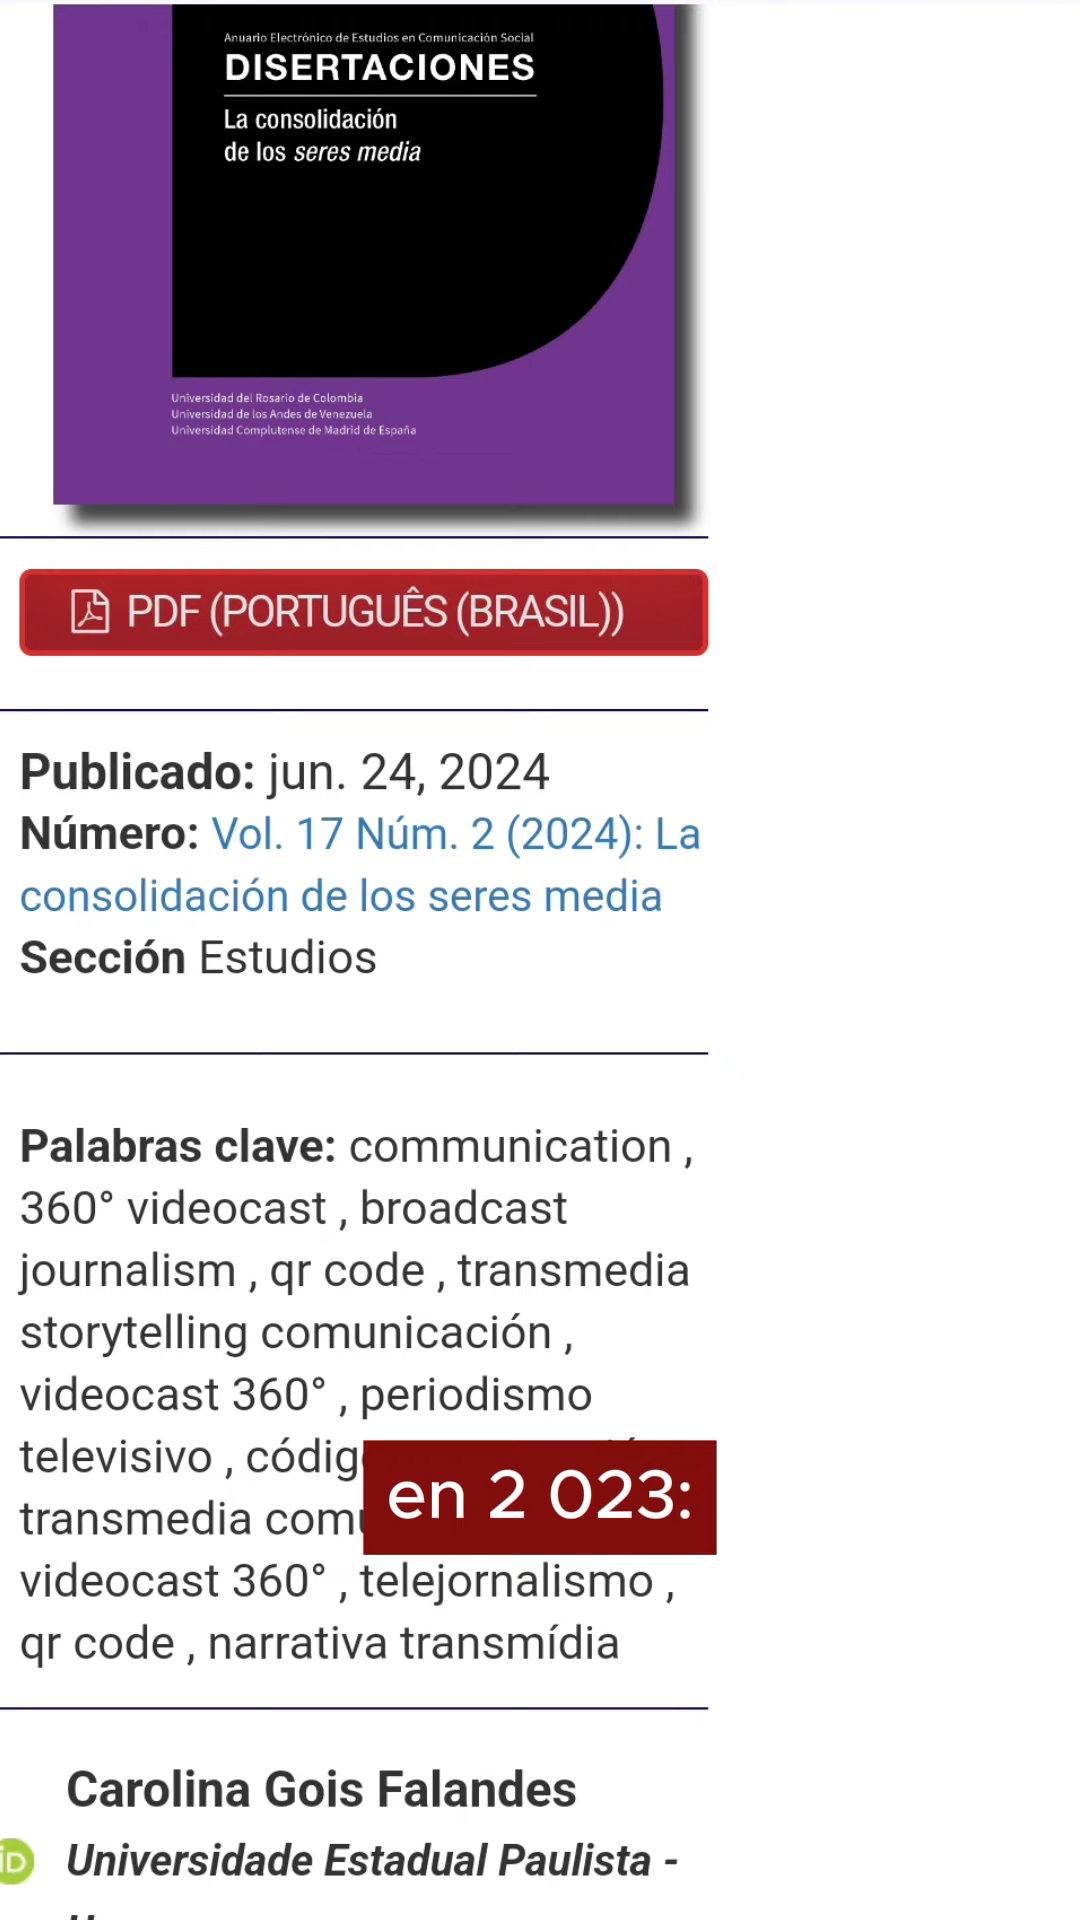 Anuario Electrónico de Estudios en Comunicación Social
DISERTACIONES
La consolidación
de los seres media
Universidad del Rosario de Colombia
Universidad de los Andes de Venezuela
Universidad Complutense de Madrid de España
PDF (PORTUGUÊS (BRASIL))
Publicado: jun. 24, 2024
Número: Vol. 17 Núm. 2 (2024): La
consolidación de los seres media
Sección Estudios
Palabras clave: communication ,
360° videocast , broadcast
journalism , qr code , transmedia
storytelling comunicación ,
videocast 360° , periodismo
televisivo ,
en 2 023:
transmedia
videocast 360° , telejornalismo ,
qr code , narrativa transmídia
Carolina Gois Falandes
iD
Universidade Estadual Paulista -